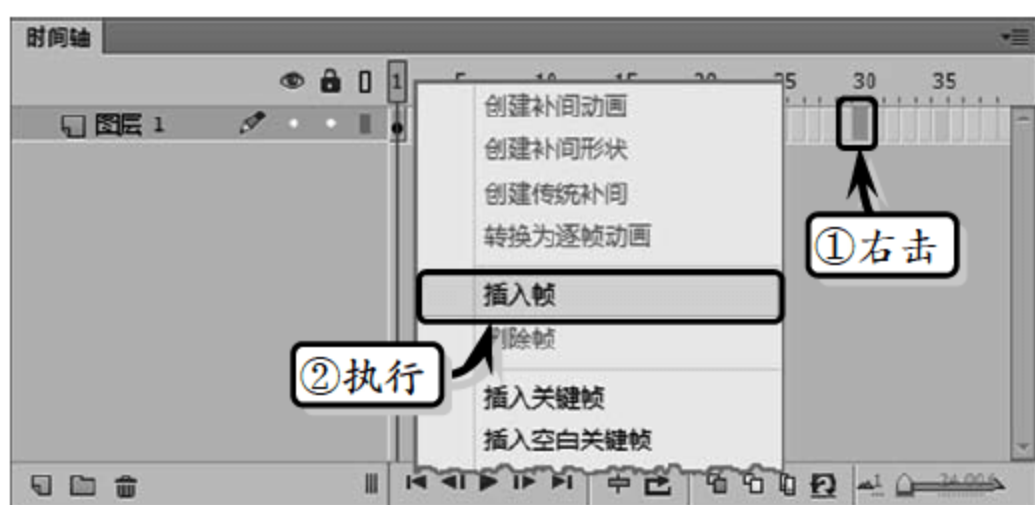 时间轴
1 5 10 15 20 25 30 35
图层 1
创建补间动画
创建补间形状
创建传统补间
转换为逐帧动画
①右击
插入帧
删除帧
②执行
插入关键帧
插入空白关键帧
1